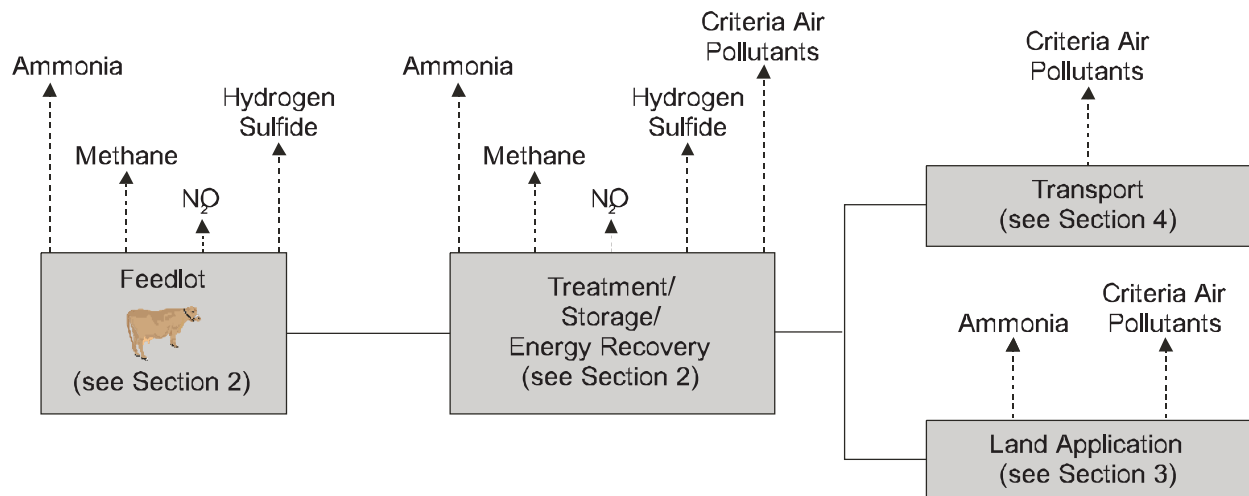 Ammonia
Methane
N₂O
Hydrogen
Sulfide
Feedlot
(see Section 2)
Ammonia
Methane
N₂O
Hydrogen
Sulfide
Criteria Air
Pollutants
Treatment/
Storage/
Energy Recovery
(see Section 2)
Criteria Air
Pollutants
Transport
(see Section 4)
Ammonia
Criteria Air
Pollutants
Land Application
(see Section 3)